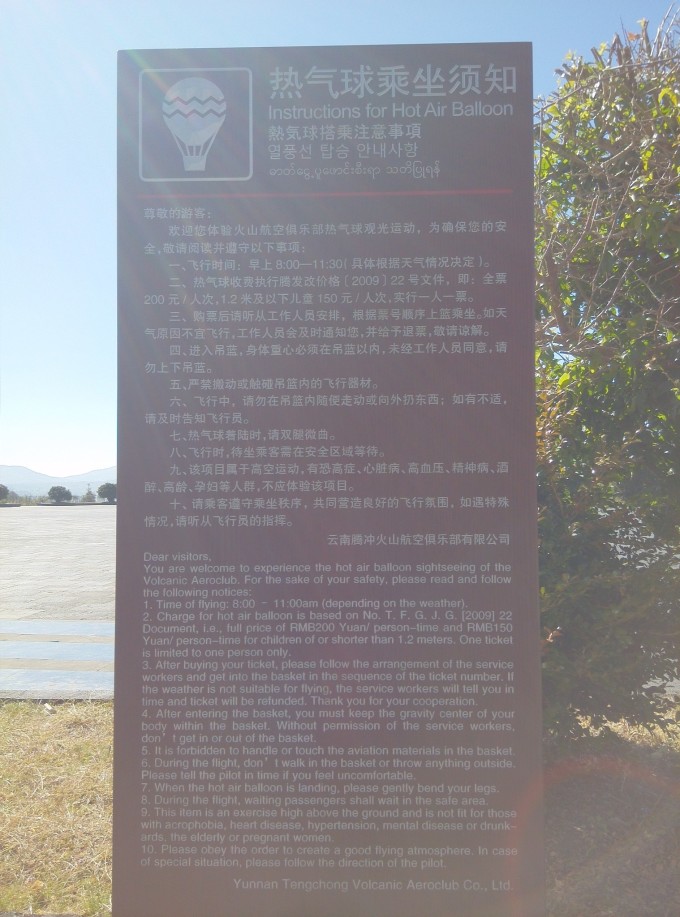 热气球乘坐须知
Instructions for Hot Air Balloon
熱気球搭乗注意事項
열풍선 탑승 안내사항
尊敬的游客:
欢迎您体验火山航空俱乐部热气球观光运动，为确保您的安
全,敬请阅读并遵守以下事项:
一、飞行时间: 早上8:00—11:30(具体根据天气情况决定)。
二、热气球收费执行腾发改价格〔2009〕22号文件，即: 全票
200元/人次,1.2米及以下儿童150元/人次,实行一人一票。
三、购票后请听从工作人员安排，根据票号顺序上篮乘坐。如天
气原因不宜飞行,工作人员会及时通知您,并给予退票,敬请谅解。
四、进入吊蓝,身体重心必须在吊蓝以内,未经工作人员同意,请
勿上下吊蓝。
五、严禁搬动或触碰吊篮内的飞行器材。
六、飞行中，请勿在吊篮内随便走动或向外扔东西; 如有不适，
请及时告知飞行员。
七、热气球着陆时,请双腿微曲。
八、飞行时,待坐乘客需在安全区域等待。
九、该项目属于高空运动,有恐高症、心脏病、高血压、精神病、酒
醉、高龄、孕妇等人群,不应体验该项目。
十、请乘客遵守乘坐秩序，共同营造良好的飞行氛围，如遇特殊
情况,请听从飞行员的指挥。
云南腾冲火山航空俱乐部有限公司
Dear visitors,
You are welcome to experience the hot air balloon sightseeing of the
Volcanic Aeroclub. For the sake of your safety, please read and follow
the following notices:
1. Time of flying: 8:00 – 11:00am (depending on the weather).
2. Charge for hot air balloon is based on No. T. F. G. J. G. [2009] 22
Document, i.e., full price of RMB200 Yuan/ person-time and RMB150
Yuan/ person-time for children of or shorter than 1.2 meters. One ticket
is limited to one person only.
3. After buying your ticket, please follow the arrangement of the service
workers and get into the basket in the sequence of the ticket number. If
the weather is not suitable for flying, the service workers will tell you in
time and ticket will be refunded. Thank you for your cooperation.
4. After entering the basket, you must keep the gravity center of your
body within the basket. Without permission of the service workers,
don't get in or out of the basket.
5. It is forbidden to handle or touch the aviation materials in the basket.
6. During the flight, don't walk in the basket or throw anything outside.
Please tell the pilot in time if you feel uncomfortable.
7. When the hot air balloon is landing, please gently bend your legs.
8. During the flight, waiting passengers shall wait in the safe area.
9. This item is an exercise high above the ground and is not fit for those
with acrophobia, heart disease, hypertension, mental disease or drunk-
ards, the elderly or pregnant women.
10. Please obey the order to create a good flying atmosphere. In case
of special situation, please follow the direction of the pilot.
Yunnan Tengchong Volcanic Aeroclub Co., Ltd.